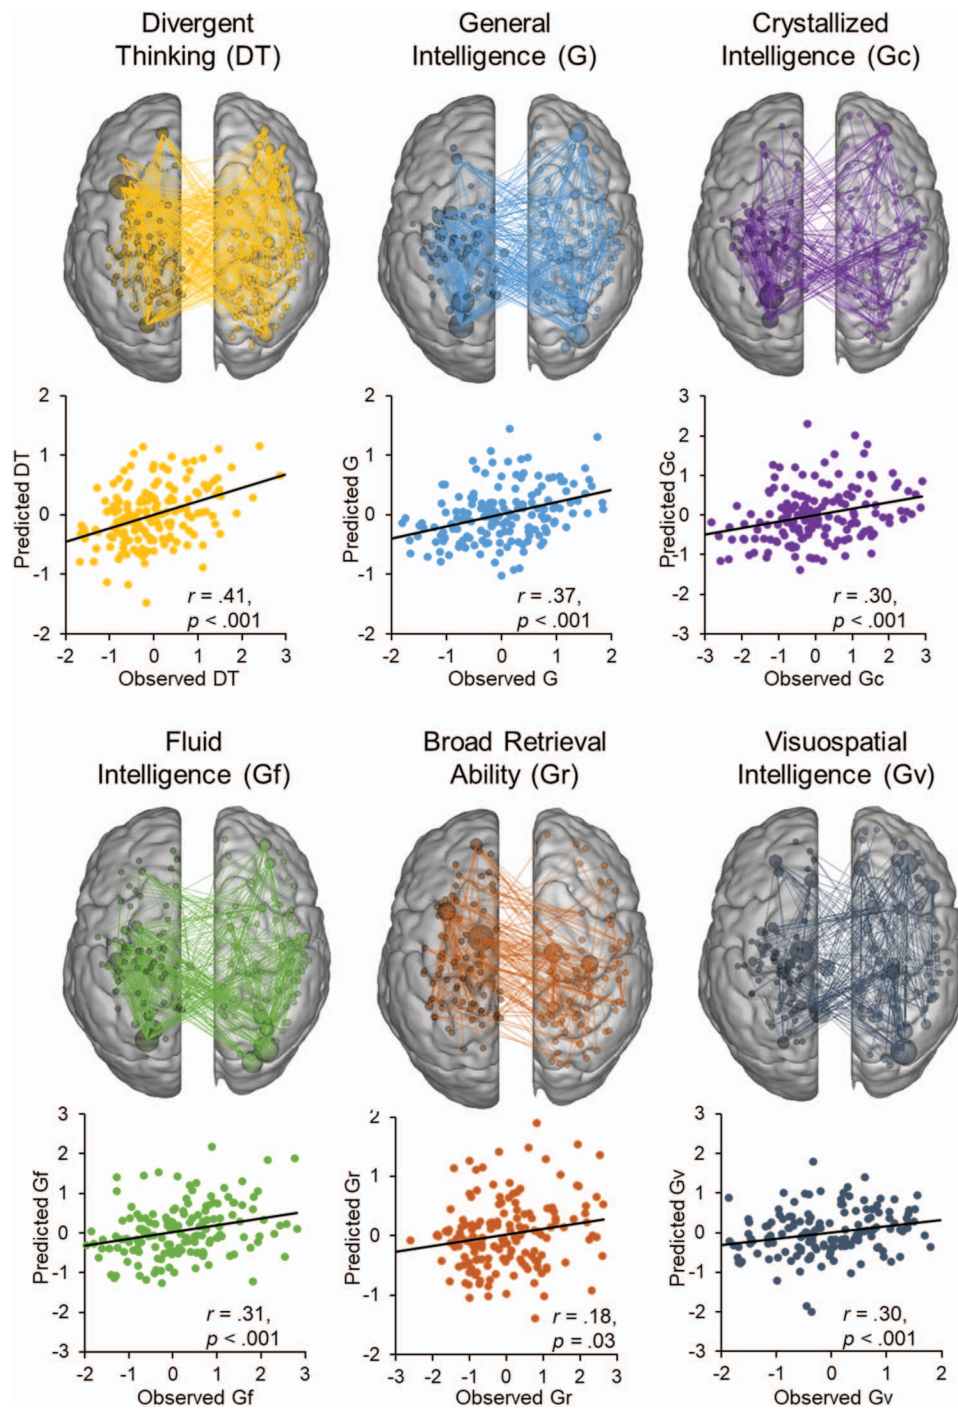 Divergent
Thinking (DT)
General
Intelligence (G)
Crystallized
Intelligence (Gc)
2
1
0
-1
-2
Predicted DT
r = .41,
p < .001
-2 -1 0 1 2 3
Observed DT
2
1
0
-1
-2
Predicted G
r = .37,
p < .001
-2 -1 0 1 2
Observed G
3
2
1
0
-1
-2
-3
Predicted Gc
r = .30,
p < .001
-3 -2 -1 0 1 2 3
Observed Gc
Fluid
Intelligence (Gf)
Broad Retrieval
Ability (Gr)
Visuospatial
Intelligence (Gv)
3
2
1
0
-1
-2
-3
Predicted Gf
r = .31,
p < .001
-2 -1 0 1 2 3
Observed Gf
2
1
0
-1
-2
Predicted Gr
r = .18,
p = .03
-3 -2 -1 0 1 2 3
Observed Gr
3
2
1
0
-1
-2
-3
Predicted Gv
r = .30,
p < .001
-2 -1 0 1 2
Observed Gv